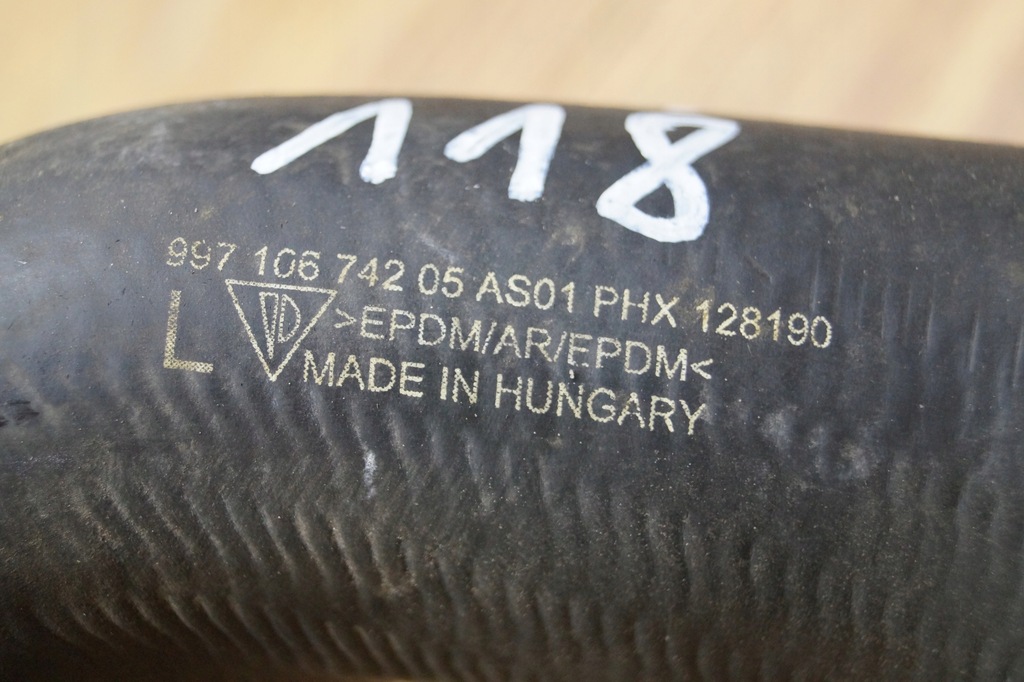 118
997 106 742 05 AS01 PHX 128190
L
>EPDM/AR/EPDM<
MADE IN HUNGARY